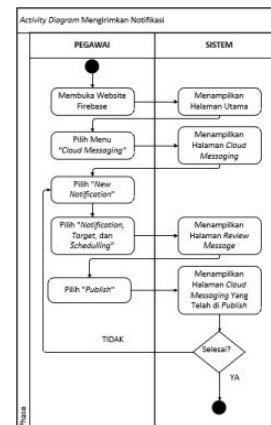 Activity Diagram Mengirimkan Notifikasi
PEGAWAI
SISTEM
Membuka Website
Firebase
Menampilkan
Halaman Utama
Pilih Menu
"Cloud Messaging"
Menampilkan
Halaman Cloud
Messaging
Pilih "New
Notification"
Pilih "Notification,
Target, dan
Schedulling"
Menampilkan
Halaman Review
Message
Pilih "Publish"
Menampilkan
Halaman Cloud
Messaging Yang
Telah di Publish
TIDAK
Selesai?
YA
Phase